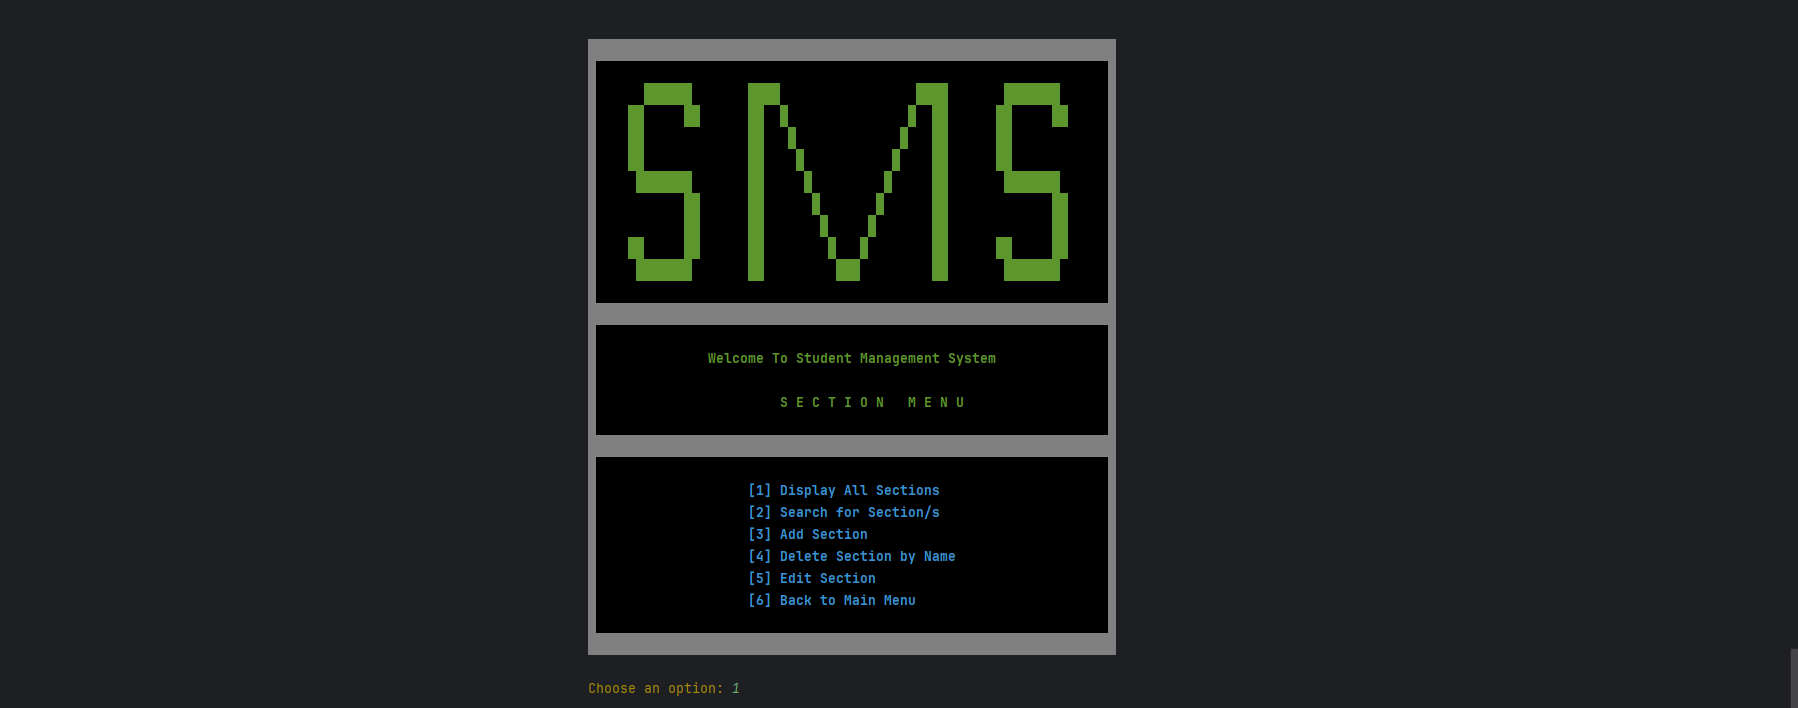 SMS
Welcome To Student Management System
S E C T I O N   M E N U
[1] Display All Sections
[2] Search for Section/s
[3] Add Section
[4] Delete Section by Name
[5] Edit Section
[6] Back to Main Menu
Choose an option: 1